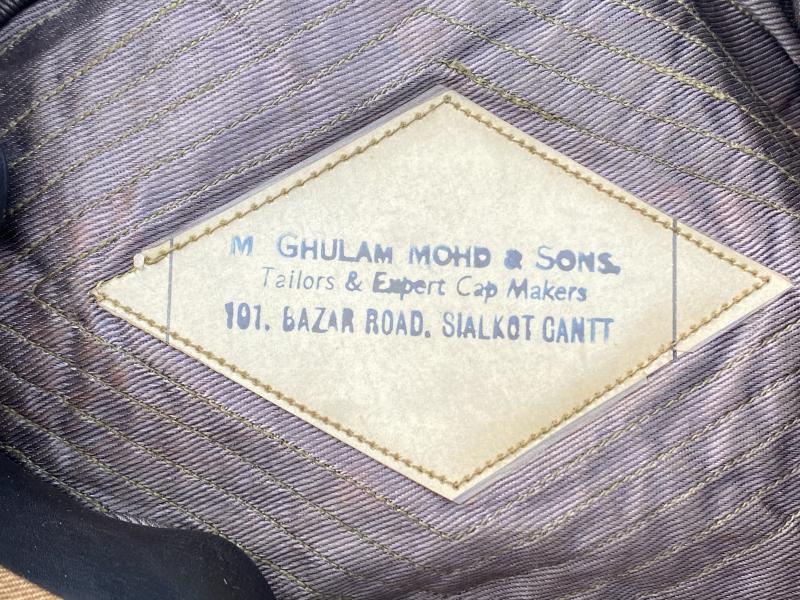 M GHULAM MOHD & SONS.
Tailors & Expert Cap Makers
101. BAZAR ROAD. SIALKOT CANTT